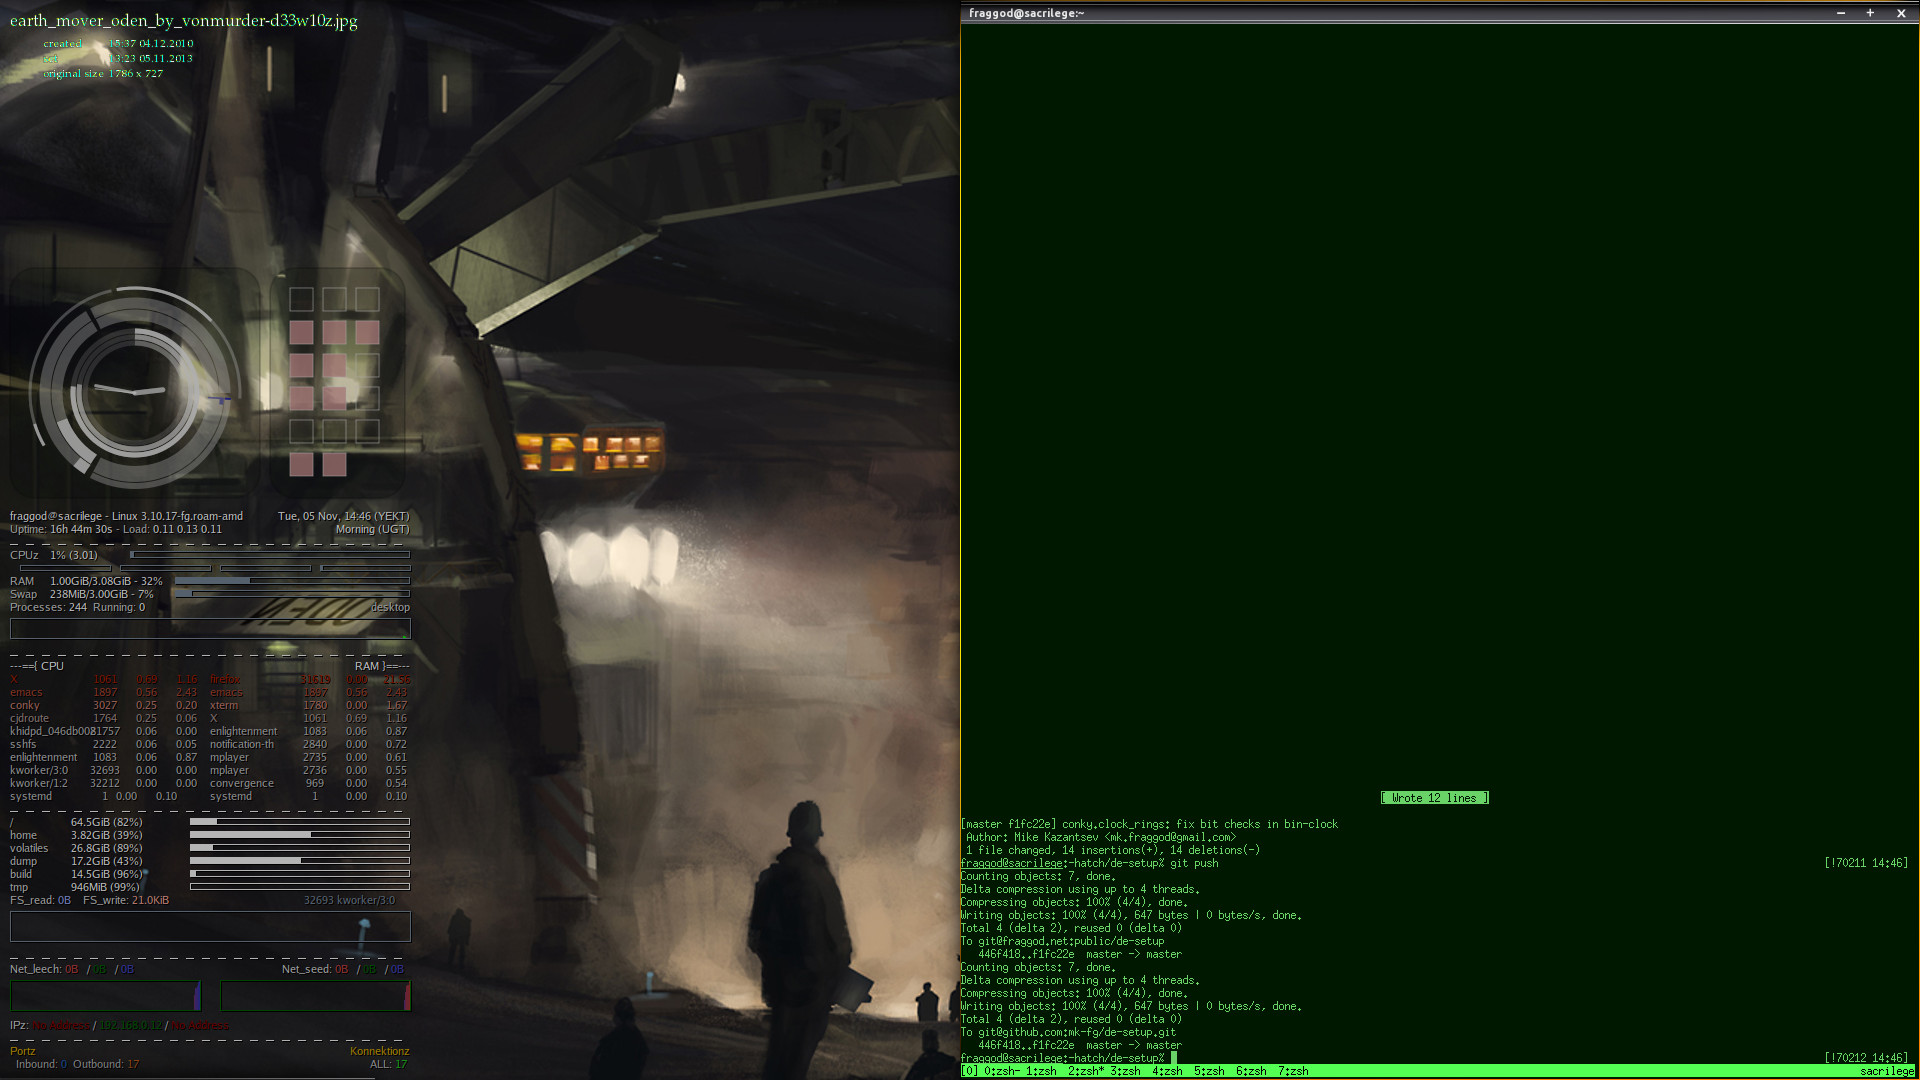 earth_mover_oden_by_vonmurder-d33w10z.jpg
created 15:37 04.12.2010
13:23 05.11.2013
original size 1786 x 727
fraggod@sacrilege - Linux 3.10.17-fg.roam-amd Tue, 05 Nov, 14:46 (YEKT)
Uptime: 16h 44m 30s - Load: 0.11 0.13 0.11 Morning (UGT)
CPUz 1% (3.01)
RAM 1.00GiB/3.08GiB - 32%
Swap 238MiB/3.00GiB - 7%
Processes: 244 Running: 0 desktop
---=={ CPU RAM }==---
X 1061 0.69 1.16 firefox 31519 0.00 21.55
emacs 1897 0.56 2.43 emacs 1897 0.56 2.43
conky 3027 0.25 0.20 xterm 1780 0.00 1.67
cjdroute 1764 0.25 0.06 X 1061 0.69 1.16
khidpd_046db0081757 0.06 0.00 enlightenment 1083 0.06 0.87
sshfs 2222 0.06 0.05 notification-th 2840 0.00 0.72
enlightenment 1083 0.06 0.87 mplayer 2735 0.00 0.61
kworker/3:0 32693 0.00 0.00 mplayer 2736 0.00 0.55
kworker/1:2 32212 0.00 0.00 convergence 969 0.00 0.54
systemd 1 0.00 0.10 systemd 1 0.00 0.10
/ 64.5GiB (82%)
home 3.82GiB (39%)
volatiles 26.8GiB (89%)
dump 17.2GiB (43%)
build 14.5GiB (96%)
tmp 946MiB (99%)
FS_read: 0B FS_write: 21.0KiB 32693 kworker/3:0
Net_leech: 0B / 0B / 0B Net_seed: 0B / 0B / 0B
IPz: No Address / 192.168.0.12 / No Address
Portz Konnektionz
Inbound: 0 Outbound: 17 ALL: 17
fraggod@sacrilege:~
[ Wrote 12 lines ]
[master f1fc22e] conky.clock_rings: fix bit checks in bin-clock
Author: Mike Kazantsev <mk.fraggod@gmail.com>
1 file changed, 14 insertions(+), 14 deletions(-)
fraggod@sacrilege:~hatch/de-setup% git push [!70211 14:46]
Counting objects: 7, done.
Delta compression using up to 4 threads.
Compressing objects: 100% (4/4), done.
Writing objects: 100% (4/4), 647 bytes | 0 bytes/s, done.
Total 4 (delta 2), reused 0 (delta 0)
To git@fraggod.net:public/de-setup
446f418..f1fc22e master -> master
Counting objects: 7, done.
Delta compression using up to 4 threads.
Compressing objects: 100% (4/4), done.
Writing objects: 100% (4/4), 647 bytes | 0 bytes/s, done.
Total 4 (delta 2), reused 0 (delta 0)
To git@github.com:mk-fg/de-setup.git
446f418..f1fc22e master -> master
fraggod@sacrilege:~hatch/de-setup% [!70212 14:46]
[0] 0:zsh- 1:zsh 2:zsh* 3:zsh 4:zsh 5:zsh 6:zsh 7:zsh sacrilege